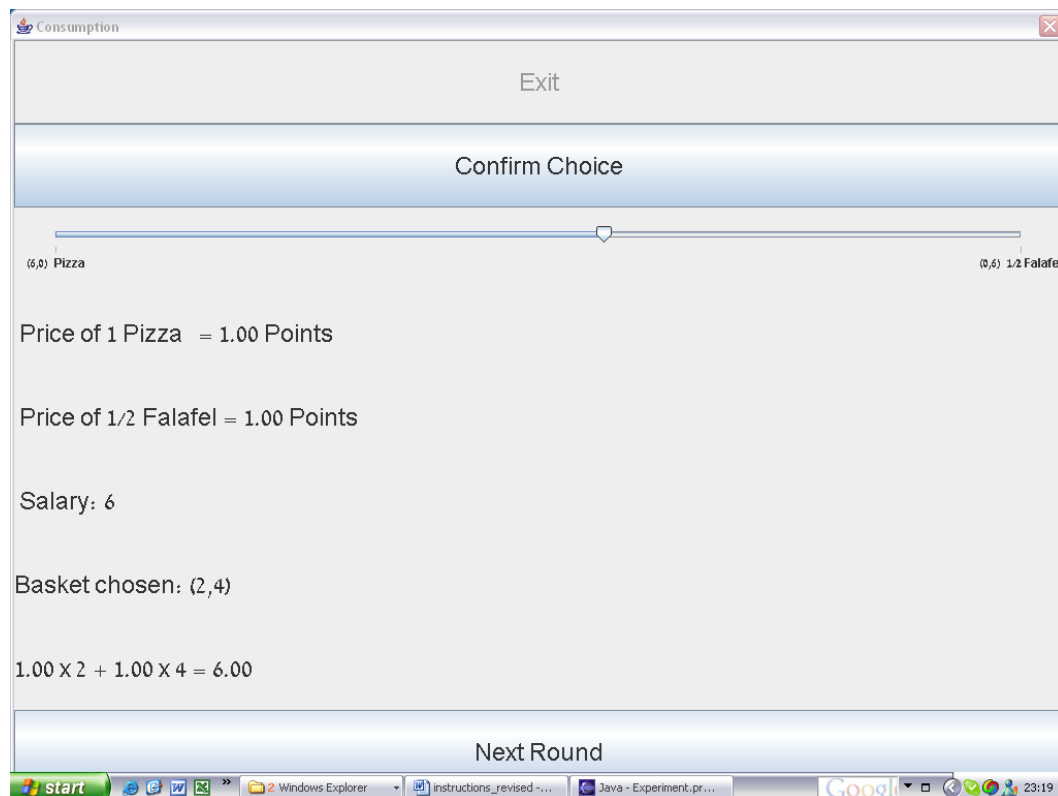 Consumption
Exit
Confirm Choice
(6,0) Pizza
(0,6) 1/2 Falafe
Price of 1 Pizza = 1.00 Points
Price of 1/2 Falafel = 1.00 Points
Salary: 6
Basket chosen: (2,4)
1.00 X 2 + 1.00 X 4 = 6.00
Next Round
start » 2 Windows Explorer instructions_revised -... Java - Experiment.pr... Googl 23:19